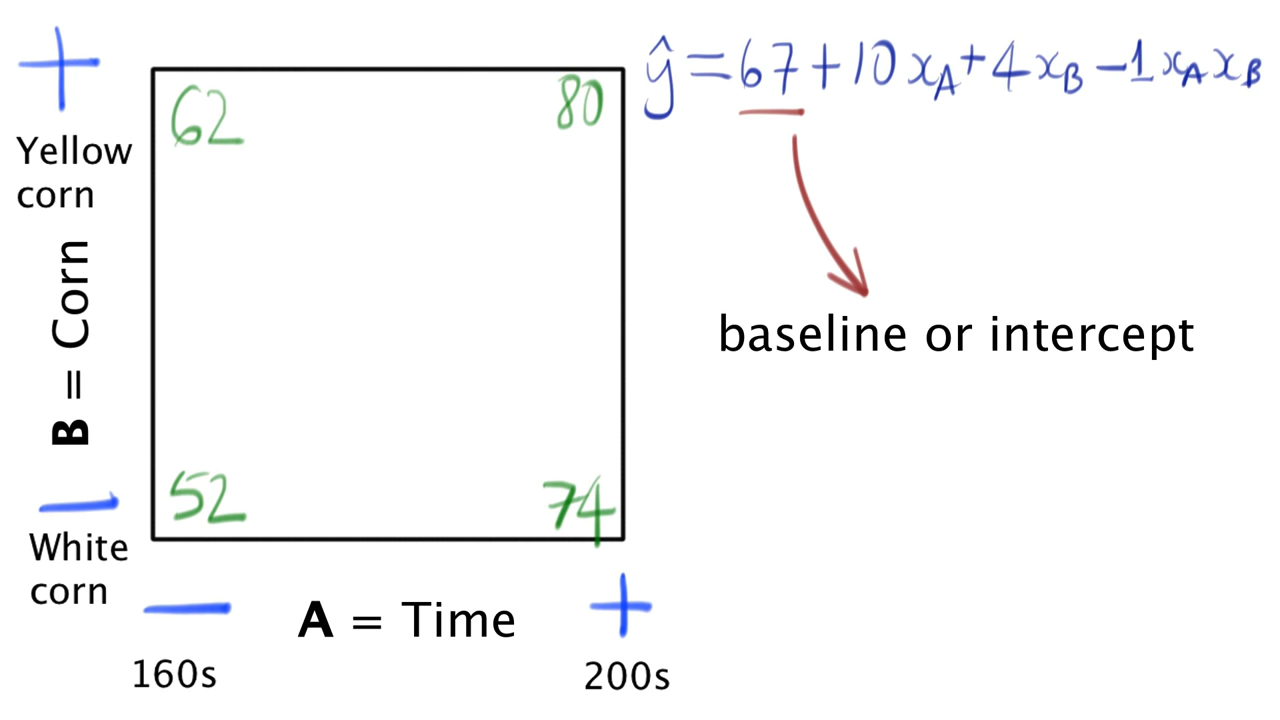 +
ŷ = 67 + 10 x_A + 4 x_B − 1 x_A x_B
62 80
Yellow
corn
baseline or intercept
B = Corn
52 74
−
White
corn
− A = Time +
160s 200s